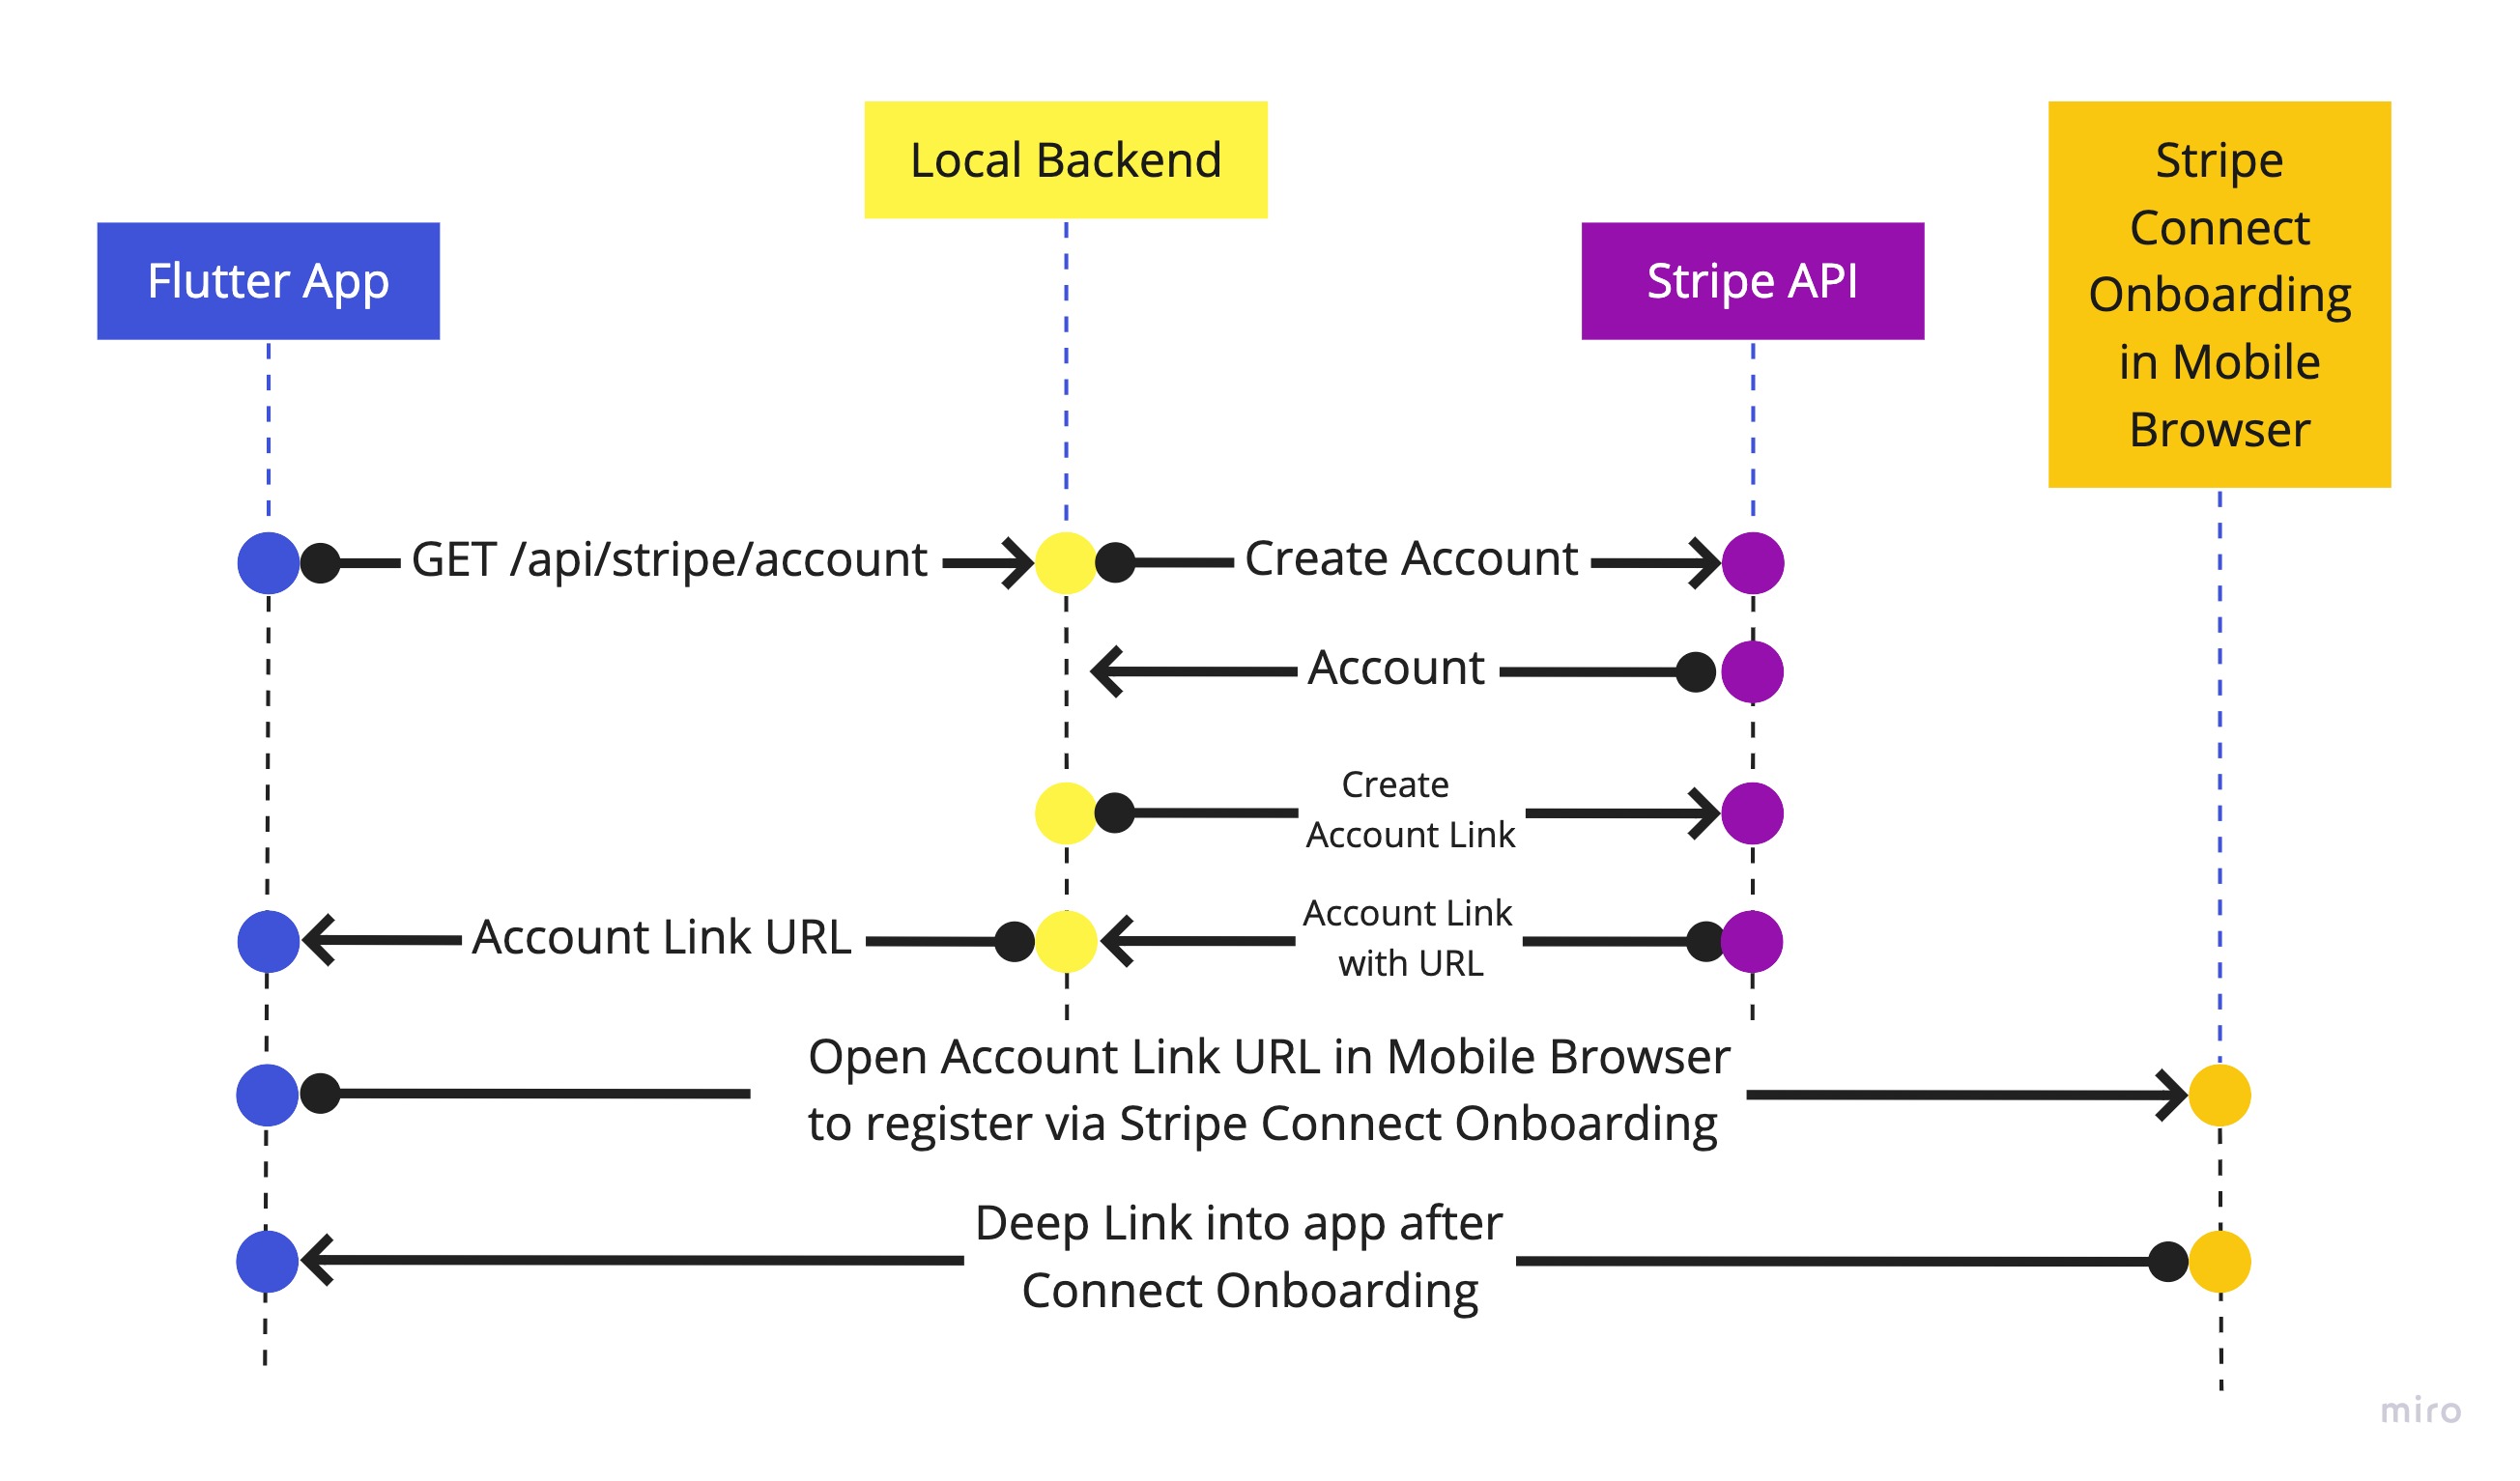 Local Backend
Flutter App
Stripe API
Stripe
Connect
Onboarding
in Mobile
Browser
GET /api/stripe/account
Create Account
Account
Create
Account Link
Account Link URL
Account Link
with URL
Open Account Link URL in Mobile Browser
to register via Stripe Connect Onboarding
Deep Link into app after
Connect Onboarding
miro